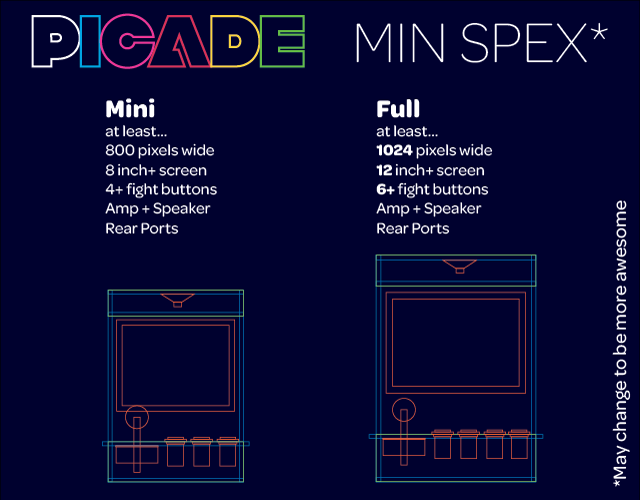 PICADE MIN SPEX*
Mini
at least...
800 pixels wide
8 inch+ screen
4+ fight buttons
Amp + Speaker
Rear Ports
Full
at least...
1024 pixels wide
12 inch+ screen
6+ fight buttons
Amp + Speaker
Rear Ports
*May change to be more awesome